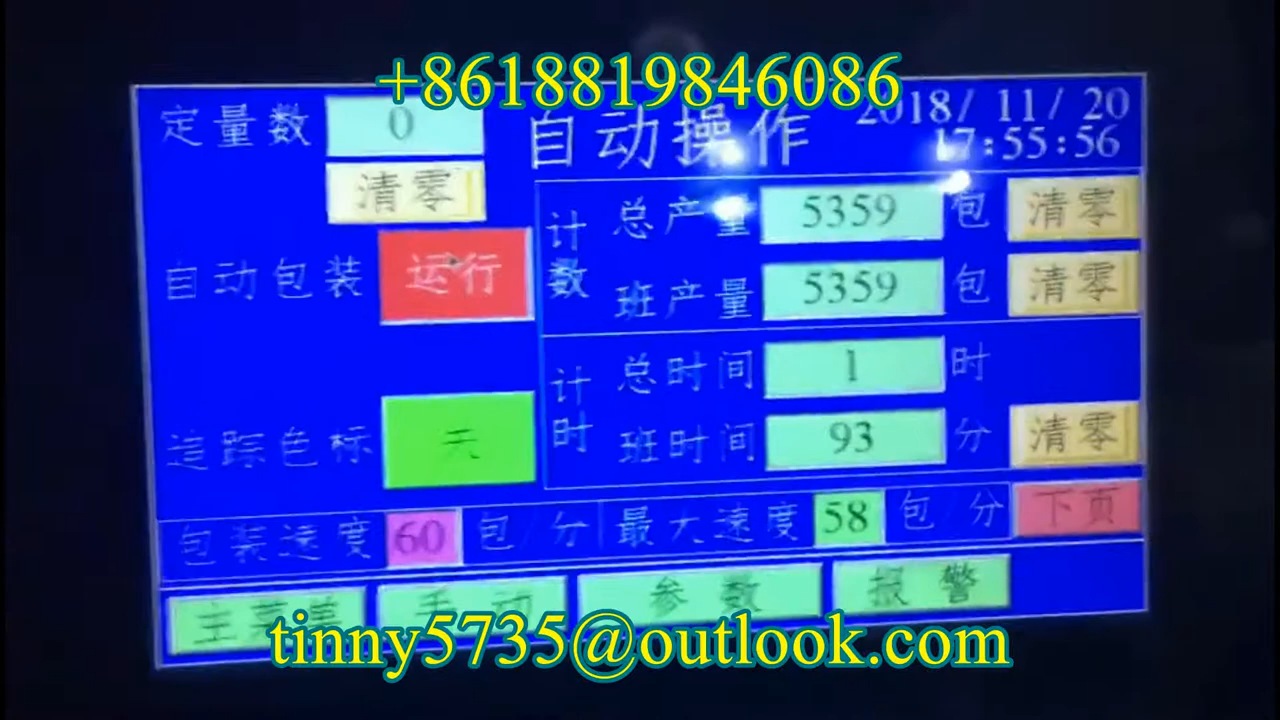 +8618819846086
定量数 0
自动操作
2018/ 11/ 20
17:55:56
清零
计数
总产量 5359 包 清零
自动包装 运行
班产量 5359 包 清零
计时
总时间 1 时
追踪色标 无
班时间 93 分 清零
包装速度 60 包/分 最大速度 58 包/分 下页
主菜单 手动 参数 报警
tinny5735@outlook.com